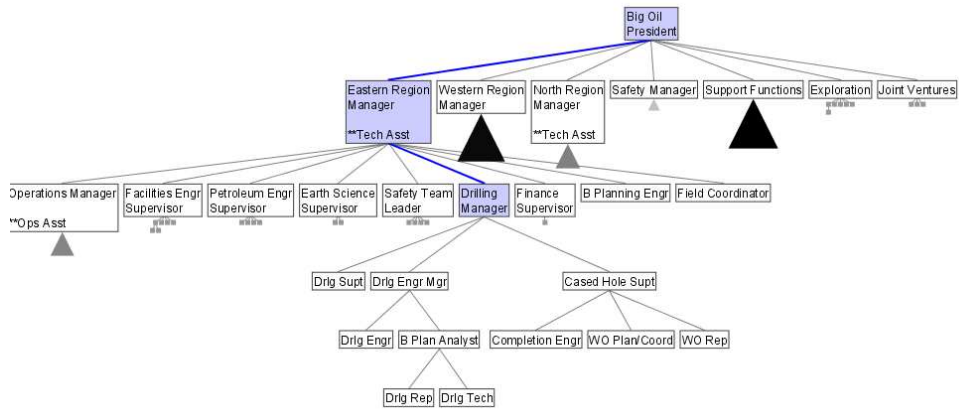 Big Oil
President
Eastern Region
Manager
**Tech Asst
Western Region
Manager
North Region
Manager
**Tech Asst
Safety Manager
Support Functions
Exploration
Joint Ventures
Operations Manager
**Ops Asst
Facilities Engr
Supervisor
Petroleum Engr
Supervisor
Earth Science
Supervisor
Safety Team
Leader
Drilling
Manager
Finance
Supervisor
B Planning Engr
Field Coordinator
Drlg Supt
Drlg Engr Mgr
Cased Hole Supt
Drlg Engr
B Plan Analyst
Completion Engr
WO Plan/Coord
WO Rep
Drlg Rep
Drlg Tech